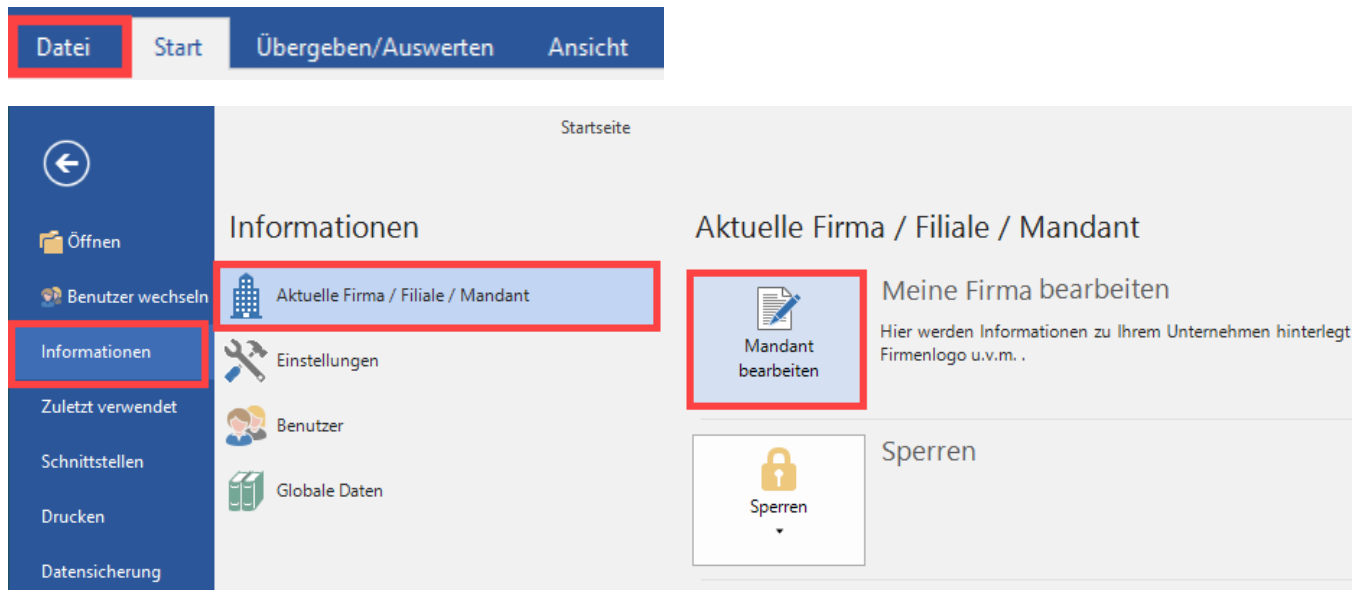 Datei Start Übergeben/Auswerten Ansicht
Startseite
Öffnen
Benutzer wechseln
Informationen
Zuletzt verwendet
Schnittstellen
Drucken
Datensicherung
Informationen
Aktuelle Firma / Filiale / Mandant
Einstellungen
Benutzer
Globale Daten
Aktuelle Firma / Filiale / Mandant
Mandant
bearbeiten
Meine Firma bearbeiten
Hier werden Informationen zu Ihrem Unternehmen hinterlegt
Firmenlogo u.v.m. .
Sperren
Sperren